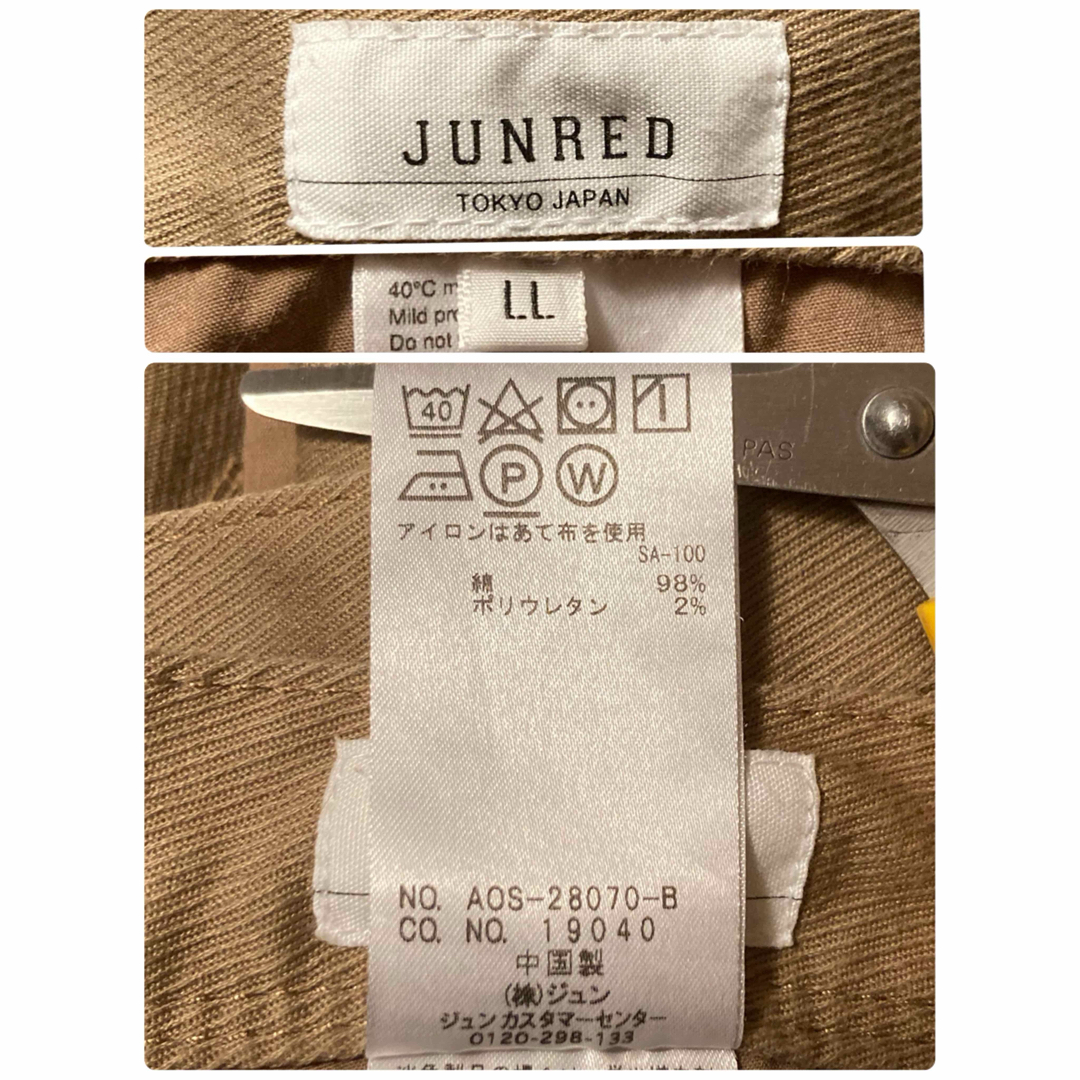 JUNRED
TOKYO JAPAN
40°C
Mild
Do not
LL
40
P
W
PAS
アイロンはあて布を使用
SA-100
綿 98%
ポリウレタン 2%
NO. AOS-28070-B
CO. NO. 19040
中国製
(株)ジュン
ジュンカスタマーセンター
0120-298-133